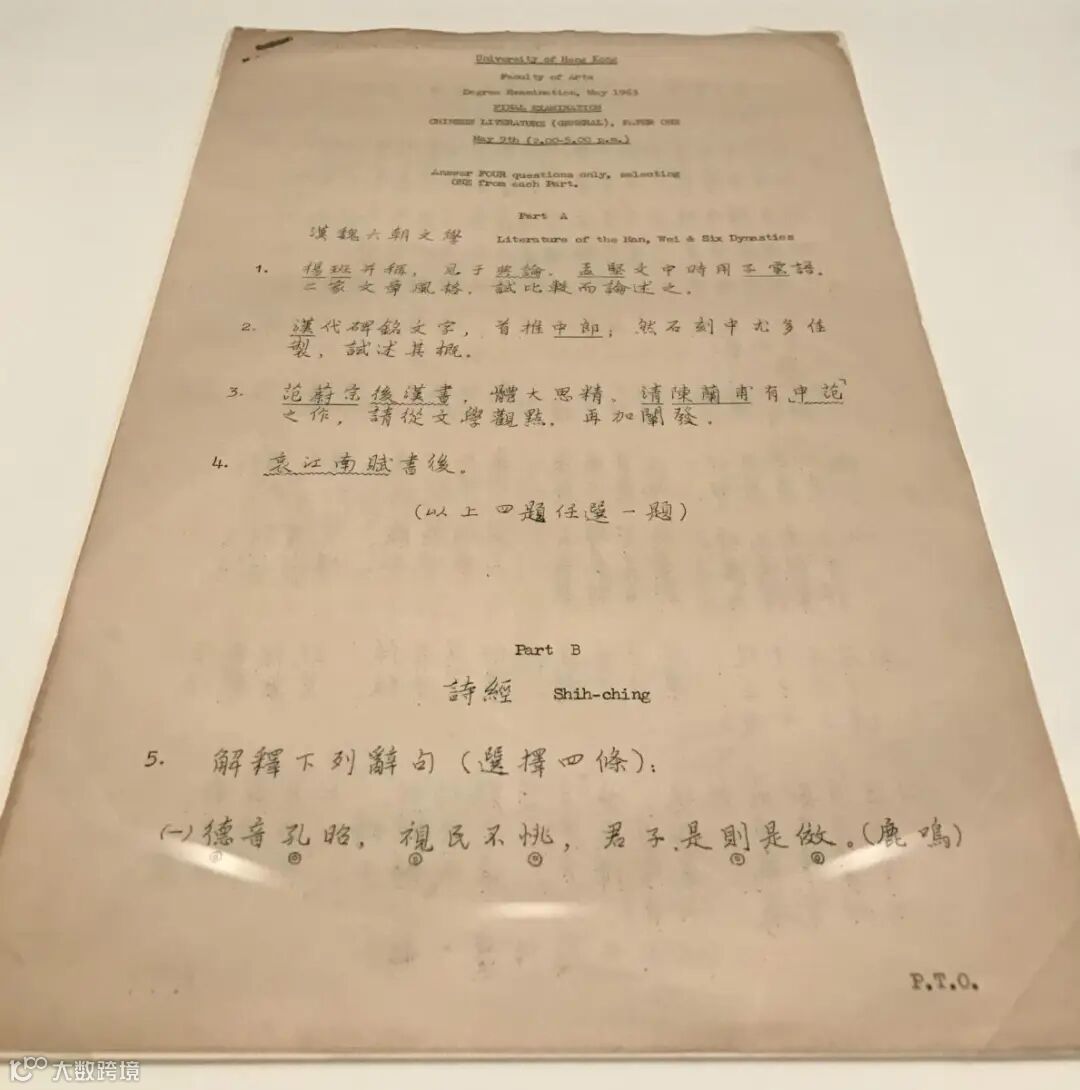 University of Hong Kong
Faculty of Arts
Degree Examination, May 1963
FINAL EXAMINATION
CHINESE LITERATURE (GENERAL), PAPER ONE
May 9th (2.00-5.00 p.m.)
Answer FOUR questions only, selecting
ONE from each Part.
Part A
漢魏六朝文學 Literature of the Han, Wei & Six Dynasties
1. 楊班并稱，見于典論．孟堅文中時用子雲語．
二家文章風格．試比較而論述之．
2. 漢代碑銘文字，首推中郎；然石刻中尤多佳
製，試述其概．
3. 范蔚宗後漢書，體大思精、清陳蘭甫有「申范」
之作，請從文學觀點．再加闡發．
4. 哀江南賦書後。
(以上四題任選一題)
Part B
詩經 Shih-ching
5. 解釋下列辭句(選擇四條)：
(一)德音孔昭，視民不恌，君子是則是傚。(鹿鳴)
P.T.O.
大数跨境